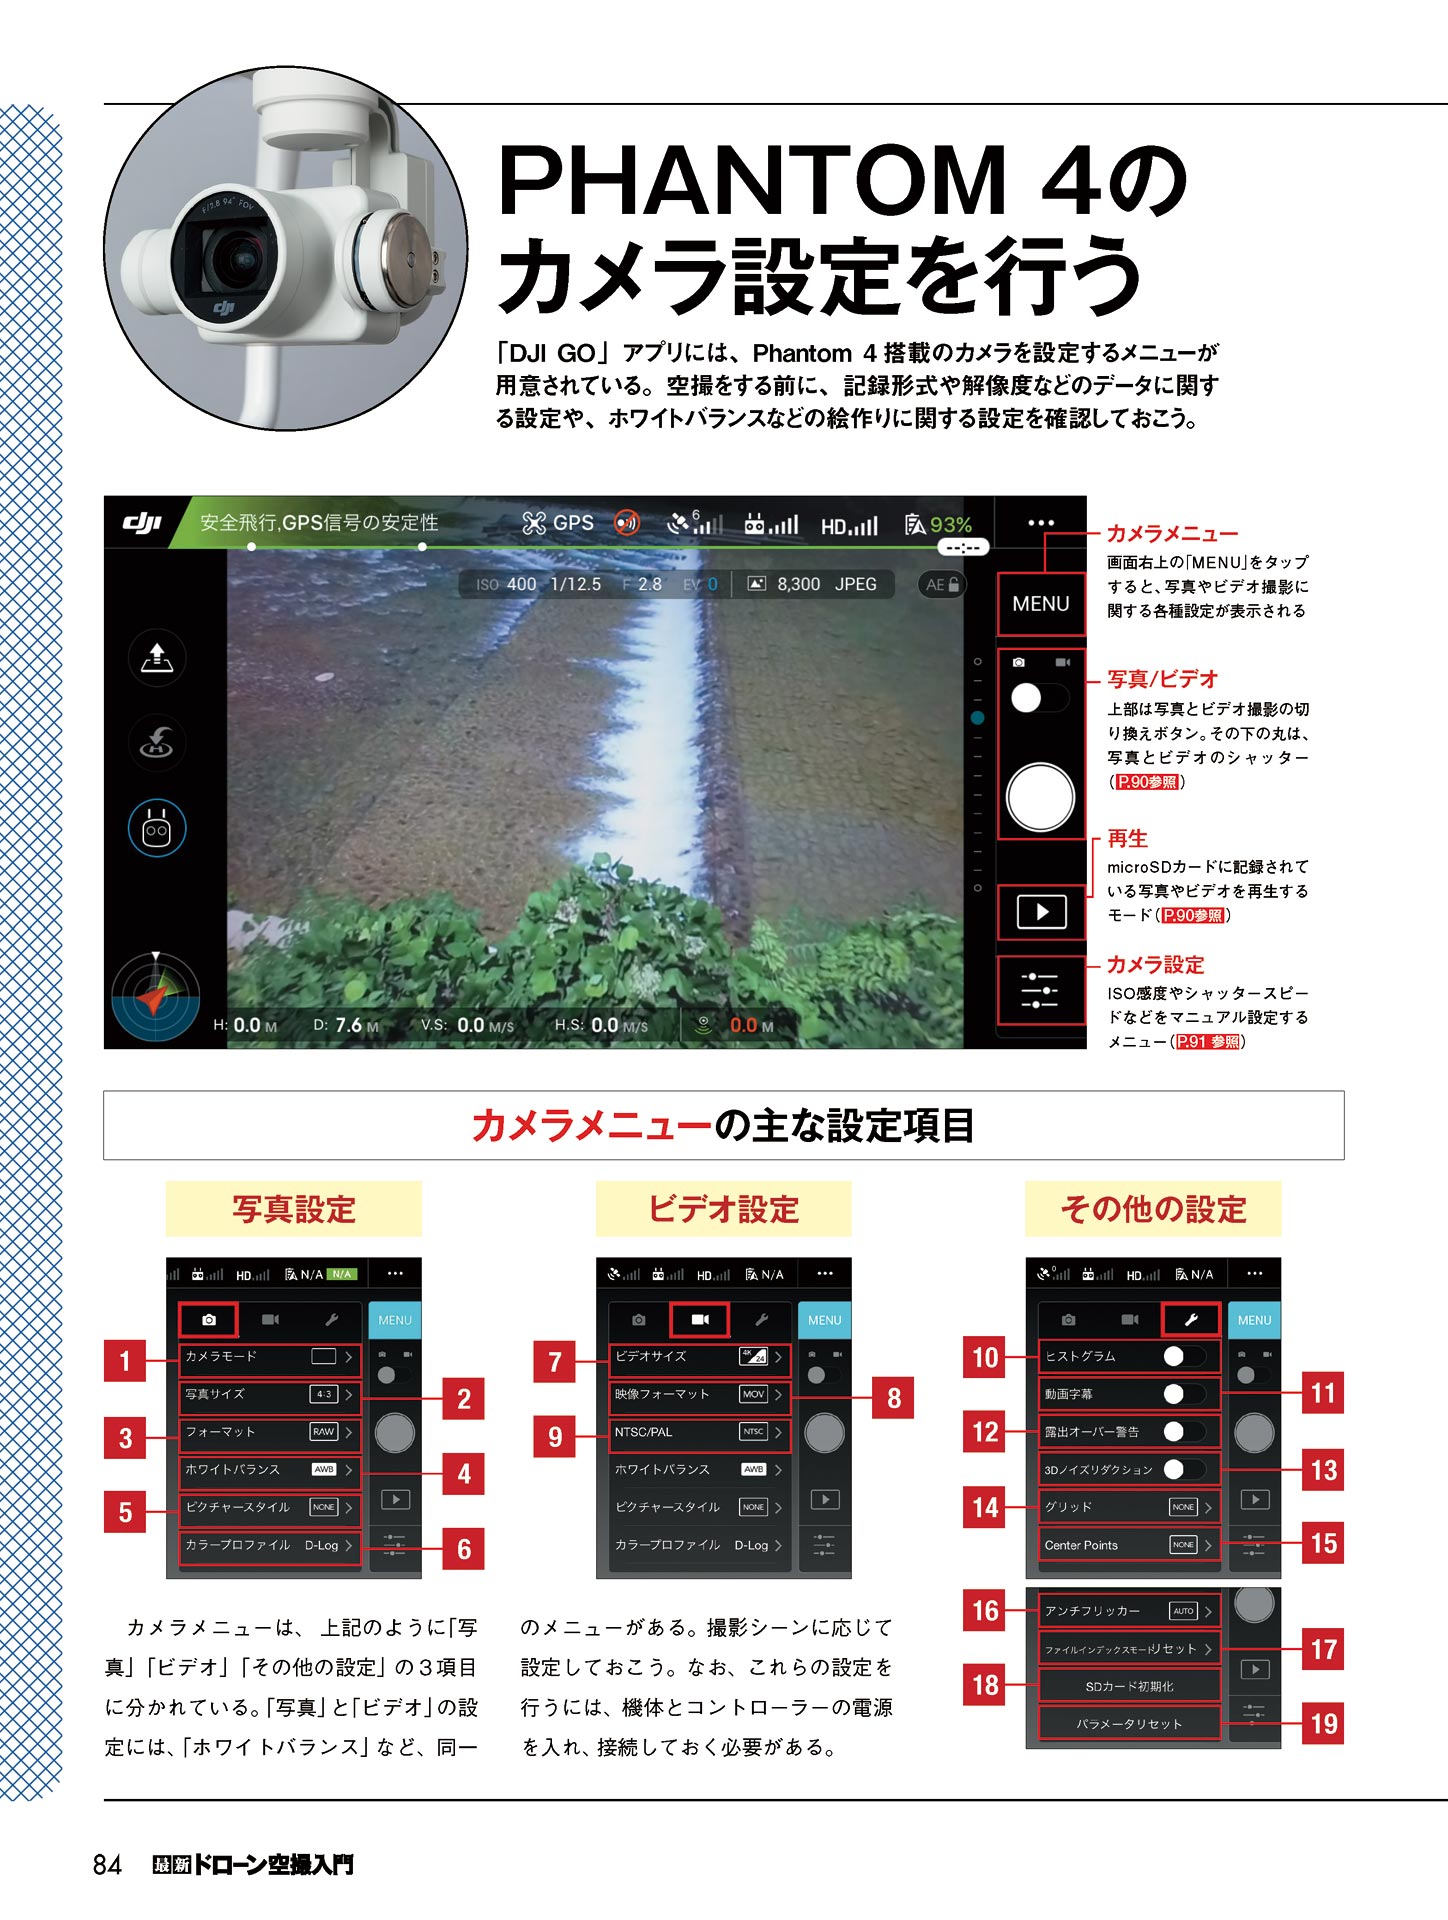 F/2.8 94° FOV
dji
PHANTOM 4の
カメラ設定を行う
「DJI GO」アプリには、Phantom 4 搭載のカメラを設定するメニューが
用意されている。空撮をする前に、記録形式や解像度などのデータに関す
る設定や、ホワイトバランスなどの絵作りに関する設定を確認しておこう。
dji
安全飛行,GPS信号の安定性
GPS
6
HD
93%
--:--
ISO 400 1/12.5 F 2.8 EV 0 8,300 JPEG
AE
MENU
H: 0.0 M D: 7.6 M V.S: 0.0 M/S H.S: 0.0 M/S 0.0 M
カメラメニュー
画面右上の「MENU」をタップ
すると、写真やビデオ撮影に
関する各種設定が表示される
写真/ビデオ
上部は写真とビデオ撮影の切
り換えボタン。その下の丸は、
写真とビデオのシャッター
(P.90参照)
再生
microSDカードに記録されて
いる写真やビデオを再生する
モード(P.90参照)
カメラ設定
ISO感度やシャッタースピー
ドなどをマニュアル設定する
メニュー(P.91 参照)
カメラメニューの主な設定項目
写真設定
HD N/A N/A
MENU
1 カメラモード
写真サイズ 4:3 2
3 フォーマット RAW
ホワイトバランス AWB 4
5 ピクチャースタイル NONE
カラープロファイル D-Log 6
ビデオ設定
HD N/A
MENU
7 ビデオサイズ 4K 24
映像フォーマット MOV 8
9 NTSC/PAL NTSC
ホワイトバランス AWB
ピクチャースタイル NONE
カラープロファイル D-Log
その他の設定
0 HD N/A
MENU
10 ヒストグラム
動画字幕 11
12 露出オーバー警告
3Dノイズリダクション 13
14 グリッド NONE
Center Points NONE 15
16 アンチフリッカー AUTO
ファイルインデックスモードリセット 17
18 SDカード初期化
パラメータリセット 19
カメラメニューは、上記のように「写
真」「ビデオ」「その他の設定」の3項目
に分かれている。「写真」と「ビデオ」の設
定には、「ホワイトバランス」など、同一
のメニューがある。撮影シーンに応じて
設定しておこう。なお、これらの設定を
行うには、機体とコントローラーの電源
を入れ、接続しておく必要がある。
84 最新ドローン空撮入門